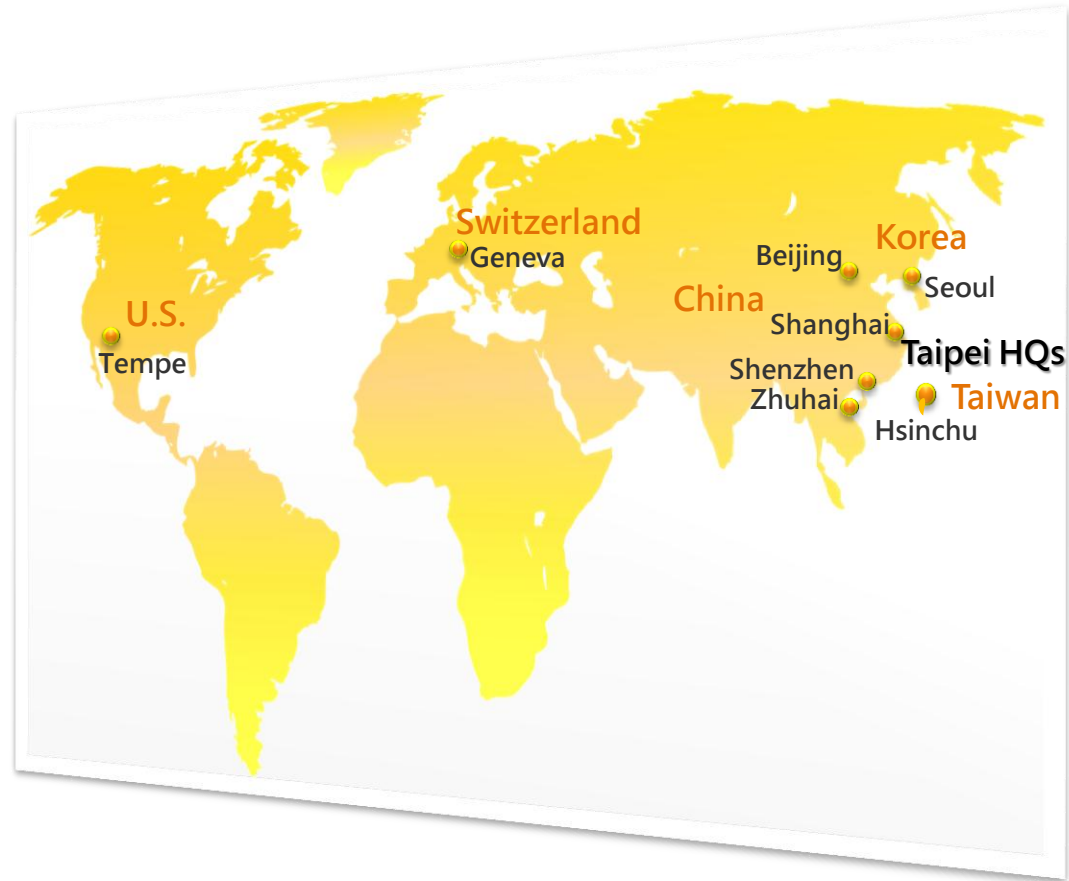 Switzerland
Geneva
U.S.
Tempe
Korea
Beijing
Seoul
China
Shanghai
Taipei HQs
Shenzhen
Zhuhai
Taiwan
Hsinchu